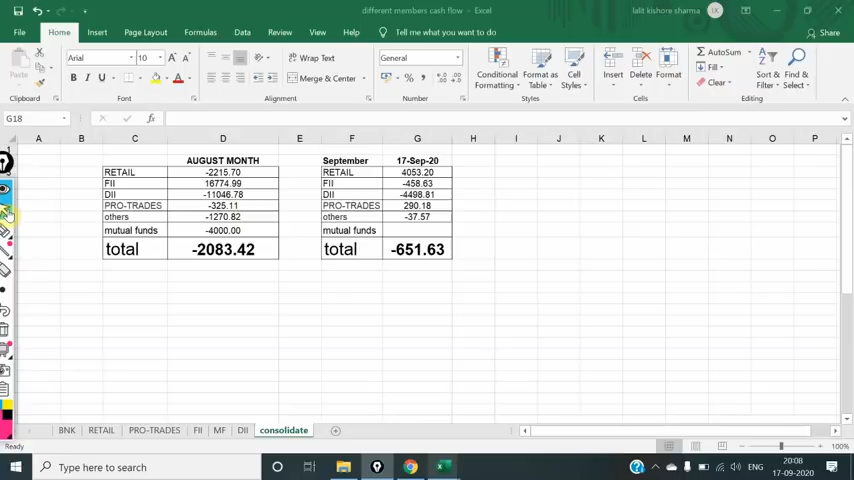 different members cash flow - Excel
lalit kishore sharma
LK
File Home Insert Page Layout Formulas Data Review View Help Tell me what you want to do Share
Paste
Arial 10
B I U
Wrap Text
Merge & Center
General
Conditional Formatting
Format as Table
Cell Styles
Insert Delete Format
AutoSum
Fill
Clear
Sort & Filter
Find & Select
Clipboard Font Alignment Number Styles Cells Editing
G18 fx
A B C D E F G H I J K L M N O P
AUGUST MONTH September 17-Sep-20
RETAIL -2215.70 RETAIL 4053.20
FII 16774.99 FII -458.63
DII -11046.78 DII -4498.81
PRO-TRADES -325.11 PRO-TRADES 290.18
others -1270.82 others -37.57
mutual funds -4000.00 mutual funds
total -2083.42 total -651.63
BNK RETAIL PRO-TRADES FII MF DII consolidate
Ready 100%
Type here to search
ENG
20:08
17-09-2020